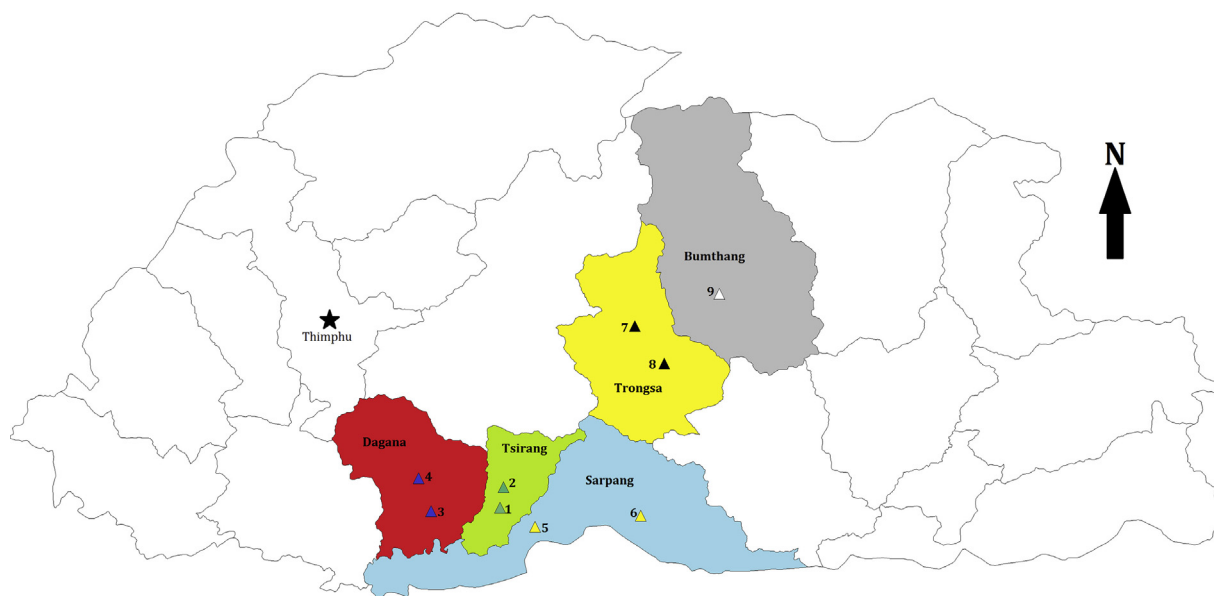 N
Bumthang
9
7
Thimphu
8
Trongsa
Dagana
Tsirang
4
Sarpang
2
1
3
6
5